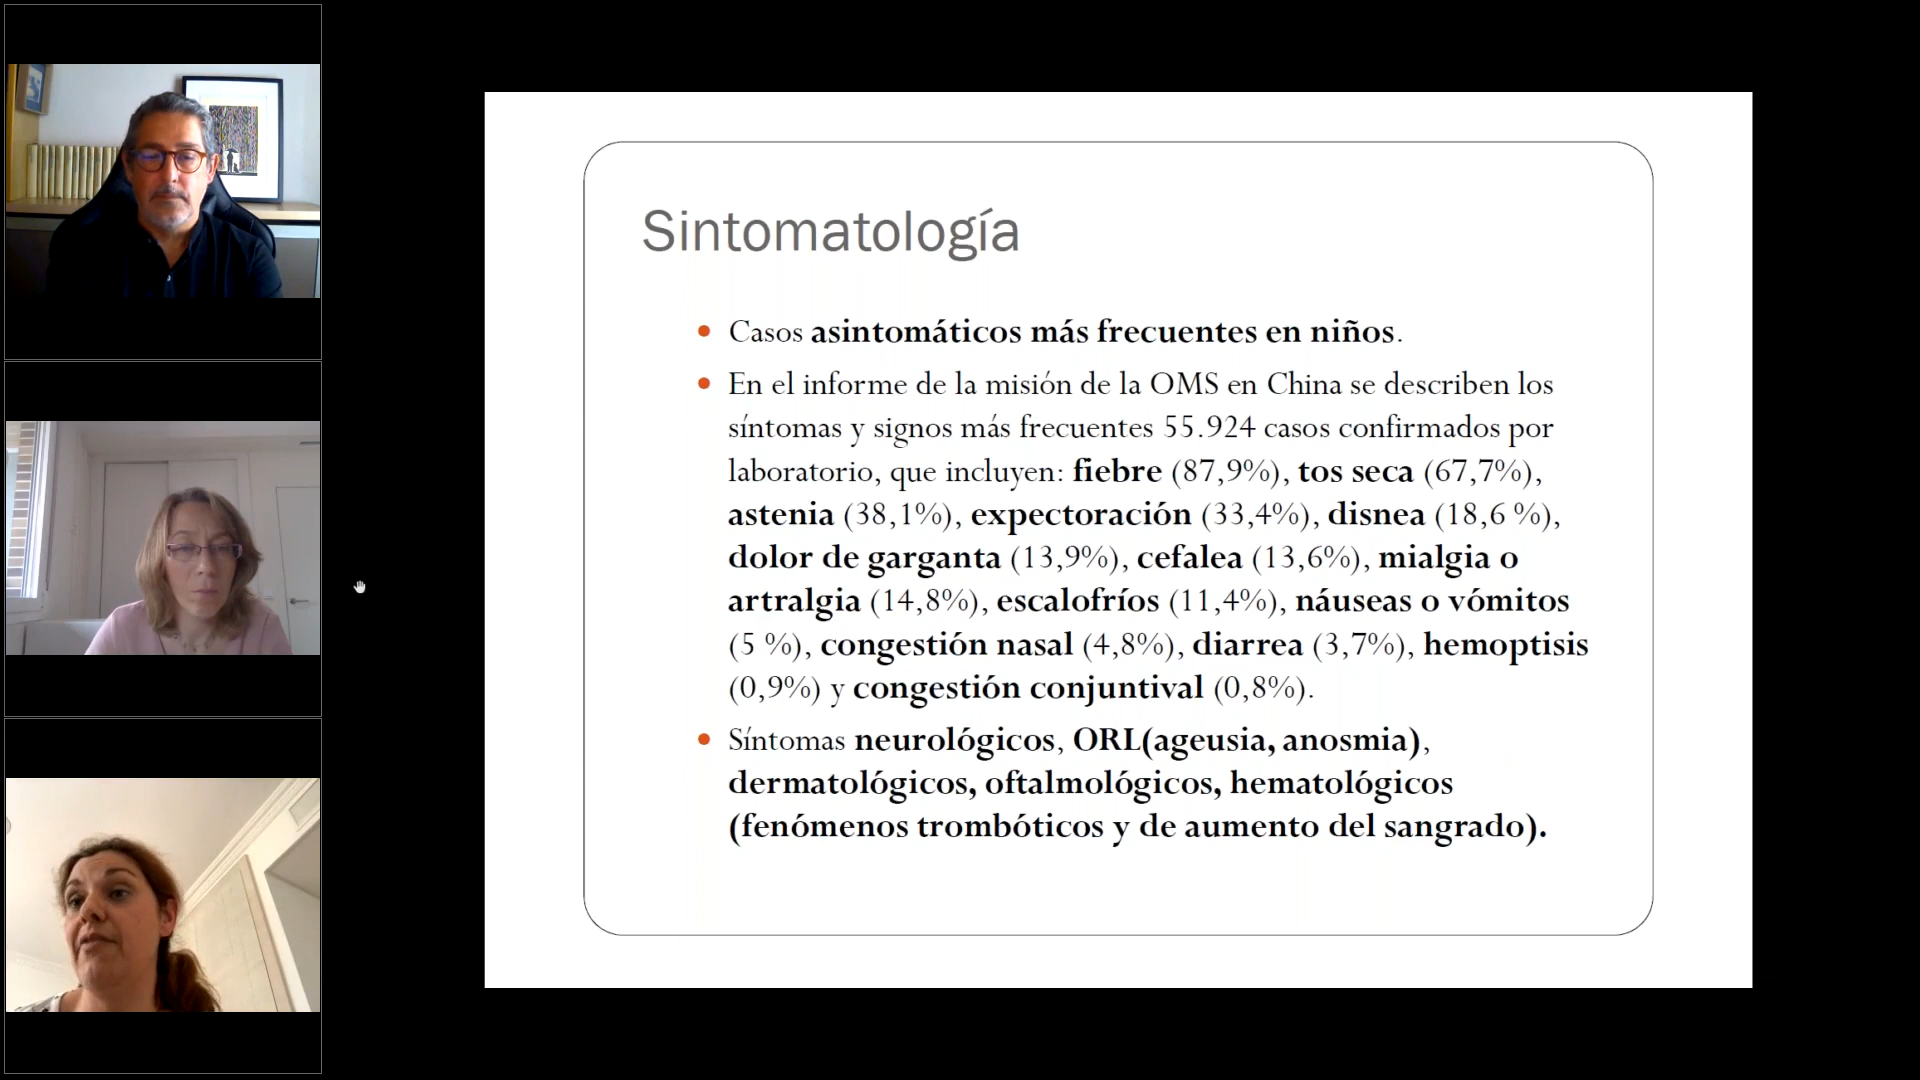 Sintomatología
Casos asintomáticos más frecuentes en niños.
En el informe de la misión de la OMS en China se describen los
síntomas y signos más frecuentes 55.924 casos confirmados por
laboratorio, que incluyen: fiebre (87,9%), tos seca (67,7%),
astenia (38,1%), expectoración (33,4%), disnea (18,6 %),
dolor de garganta (13,9%), cefalea (13,6%), mialgia o
artralgia (14,8%), escalofríos (11,4%), náuseas o vómitos
(5 %), congestión nasal (4,8%), diarrea (3,7%), hemoptisis
(0,9%) y congestión conjuntival (0,8%).
Síntomas neurológicos, ORL(ageusia, anosmia),
dermatológicos, oftalmológicos, hematológicos
(fenómenos trombóticos y de aumento del sangrado).